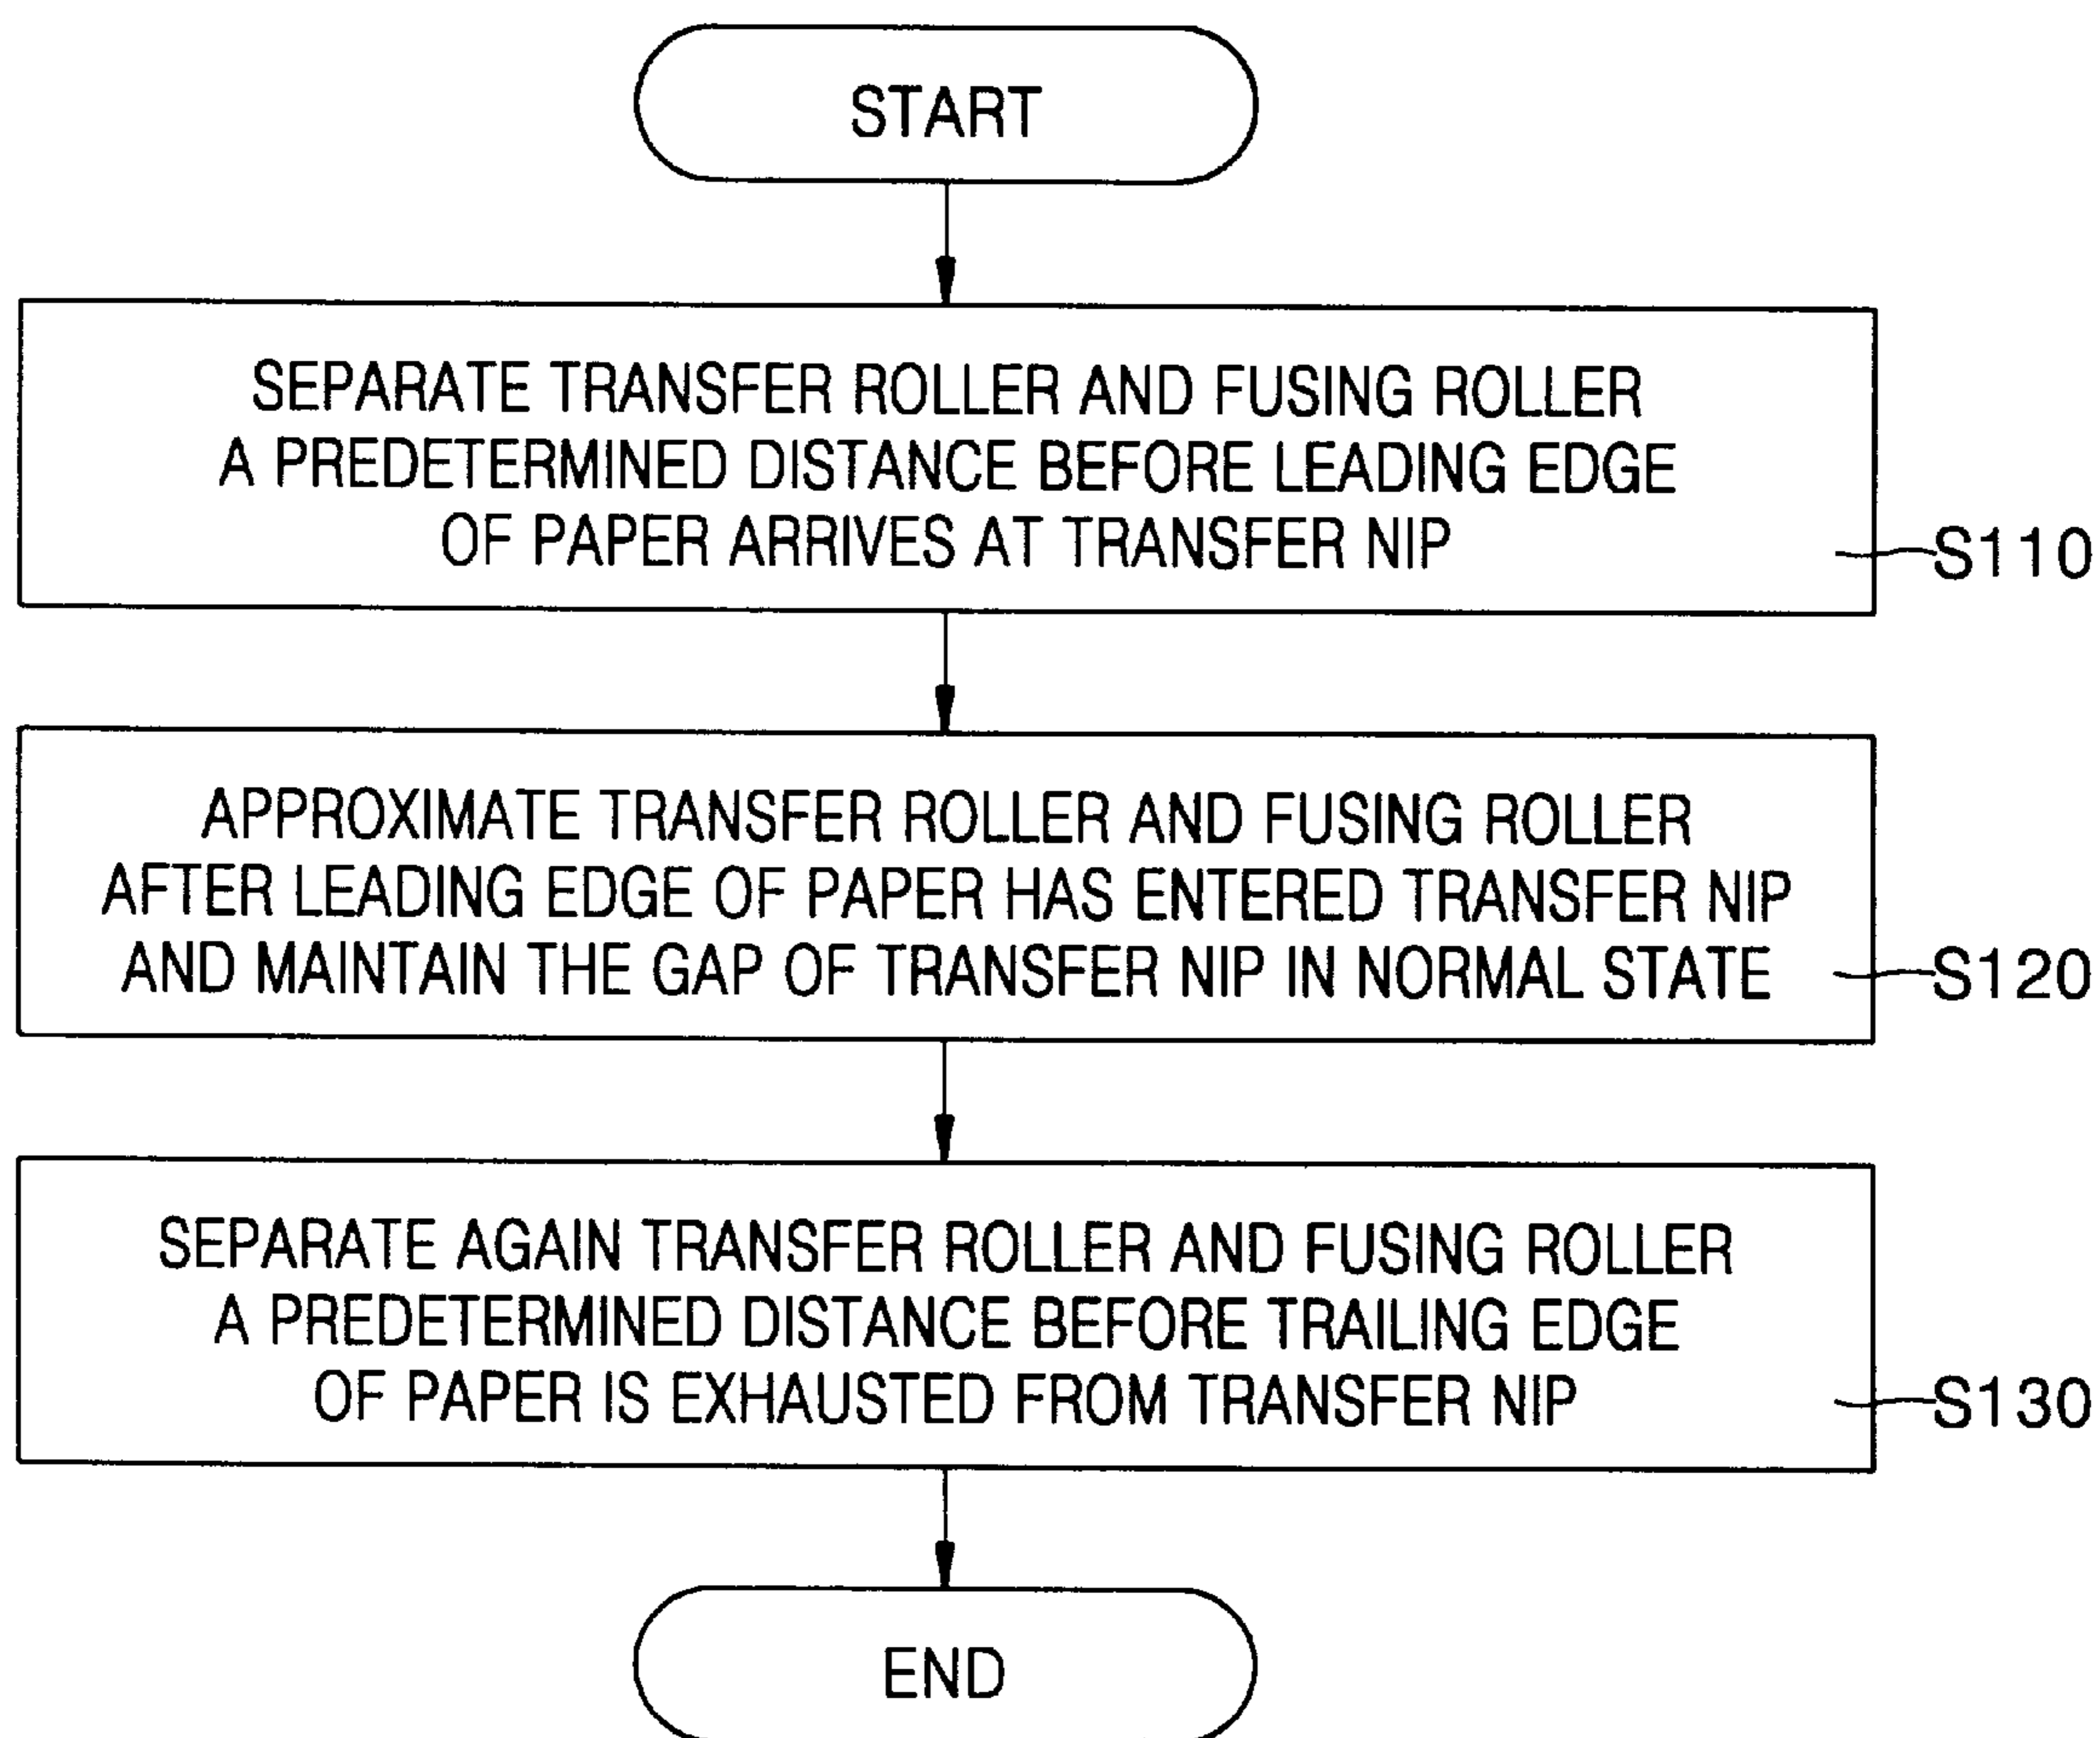 START
SEPARATE TRANSFER ROLLER AND FUSING ROLLER
A PREDETERMINED DISTANCE BEFORE LEADING EDGE
OF PAPER ARRIVES AT TRANSFER NIP
S110
APPROXIMATE TRANSFER ROLLER AND FUSING ROLLER
AFTER LEADING EDGE OF PAPER HAS ENTERED TRANSFER NIP
AND MAINTAIN THE GAP OF TRANSFER NIP IN NORMAL STATE
S120
SEPARATE AGAIN TRANSFER ROLLER AND FUSING ROLLER
A PREDETERMINED DISTANCE BEFORE TRAILING EDGE
OF PAPER IS EXHAUSTED FROM TRANSFER NIP
S130
END